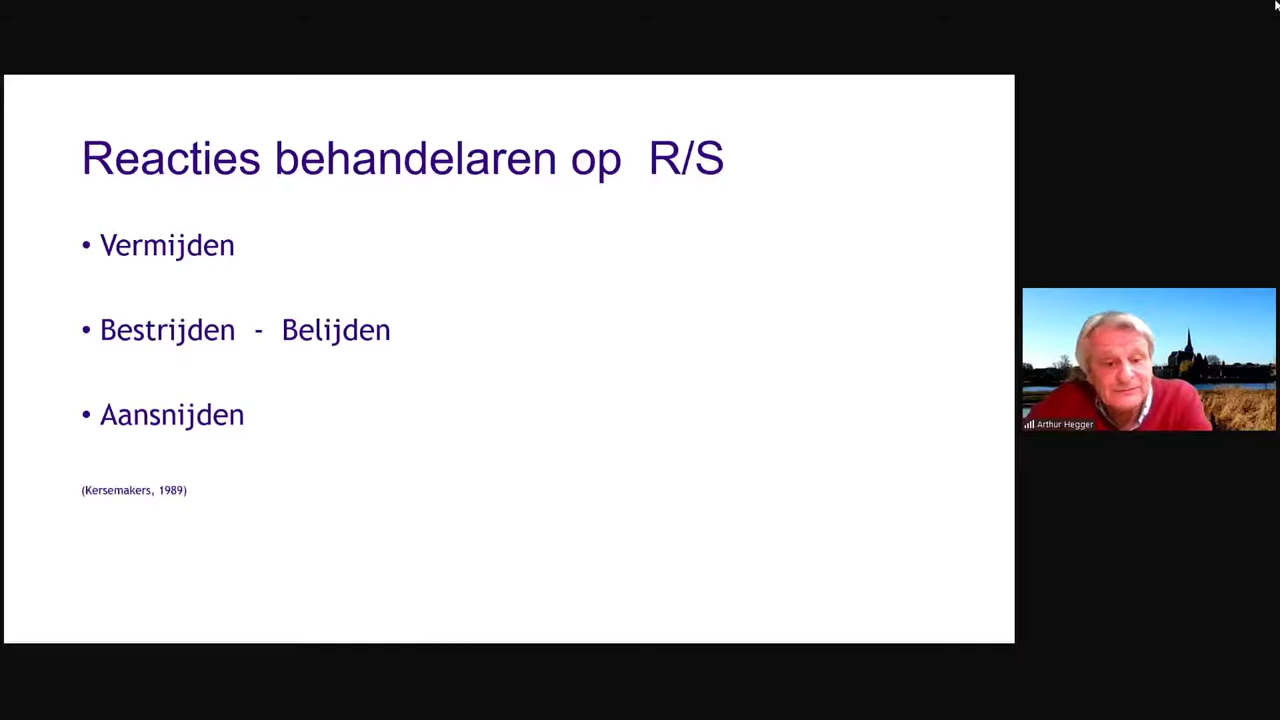 Reacties behandelaren op R/S
• Vermijden
• Bestrijden - Belijden
• Aansnijden
(Kersemakers, 1989)
Arthur Hegger